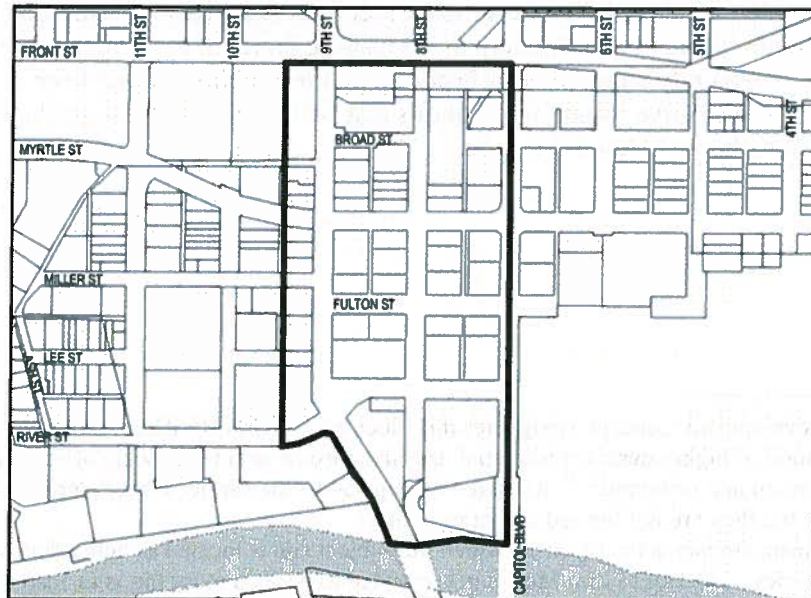 11TH ST
10TH ST
9TH ST
8TH ST
6TH ST
5TH ST
FRONT ST
4TH ST
MYRTLE ST
BROAD ST
MILLER ST
FULTON ST
LEE ST
ASH ST
RIVER ST
CAPITOL BLVD